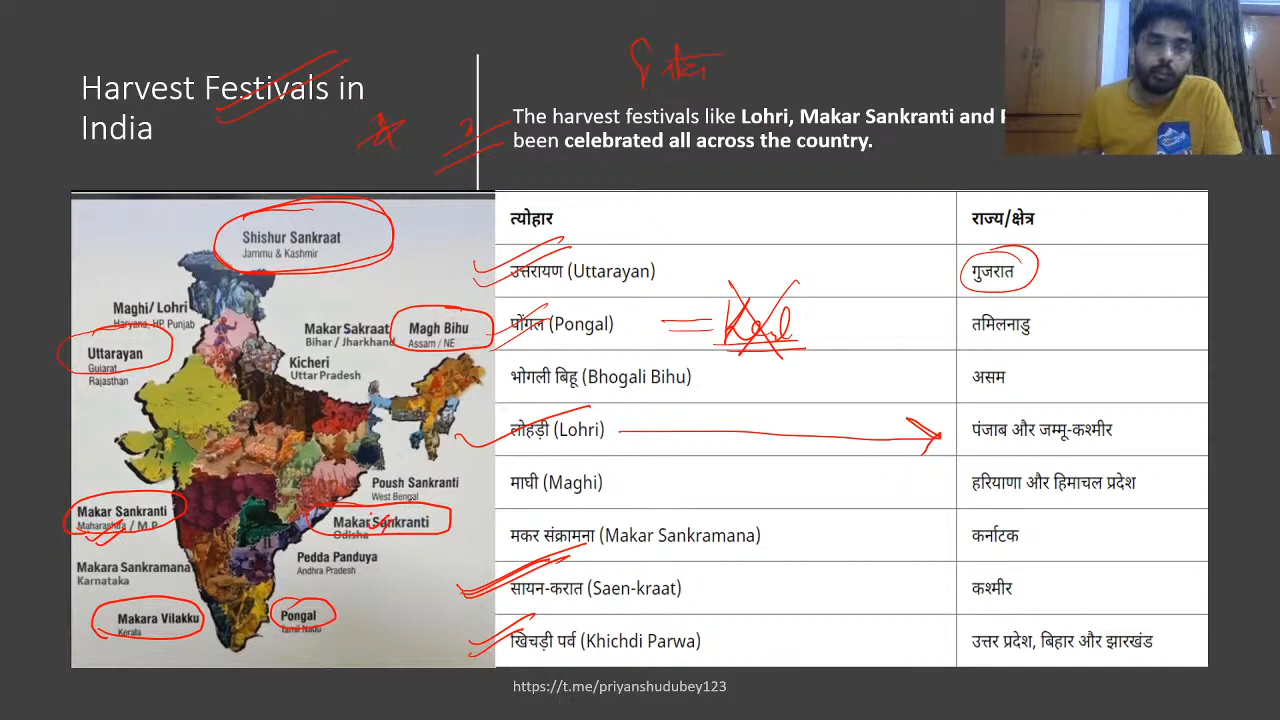 Harvest Festivals in
India
The harvest festivals like Lohri, Makar Sankranti and
been celebrated all across the country.
Shishur Sankraat
Jammu & Kashmir
Maghi/ Lohri
Haryana, HP, Punjab
Makar Sakraat
Bihar / Jharkhand
Magh Bihu
Assam / NE
Uttarayan
Gujarat,
Rajasthan
Kicheri
Uttar Pradesh
Poush Sankranti
West Bengal
Makar Sankranti
Maharashtra / M.P
Makar Sankranti
Odisha
Pedda Panduya
Andhra Pradesh
Makara Sankramana
Karnataka
Makara Vilakku
Kerala
Pongal
Tamil Nadu
त्योहार राज्य/क्षेत्र
उत्तरायण (Uttarayan) गुजरात
पोंगल (Pongal) तमिलनाडु
भोगली बिहू (Bhogali Bihu) असम
लोहड़ी (Lohri) पंजाब और जम्मू-कश्मीर
माघी (Maghi) हरियाणा और हिमाचल प्रदेश
मकर संक्रामना (Makar Sankramana) कर्नाटक
सायन-करात (Saen-kraat) कश्मीर
खिचड़ी पर्व (Khichdi Parwa) उत्तर प्रदेश, बिहार और झारखंड
https://t.me/priyanshudubey123